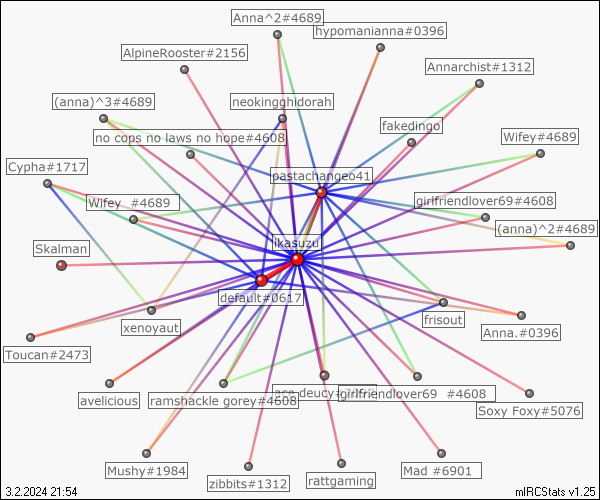 Anna^2#4689
hypomanianna#0396
AlpineRooster#2156
Annarchist#1312
(anna)^3#4689
neokingghidorah
fakedingo
no cops no laws no hope#4608
Wifey#4689
Cypha#1717
pastachangeo41
Wifey_ #4689
girlfriendlover69#4608
(anna)^2#4689
ikasuzu
Skalman
default#0617
xenoyaut
frisout
Anna.#0396
Toucan#2473
avelicious
ramshackle gorey#4608
girlfriendlover69_ #4608
Soxy Foxy#5076
Mushy#1984
zibbits#1312
rattgaming
Mad #6901
3.2.2024 21:54
mIRCStats v1.25